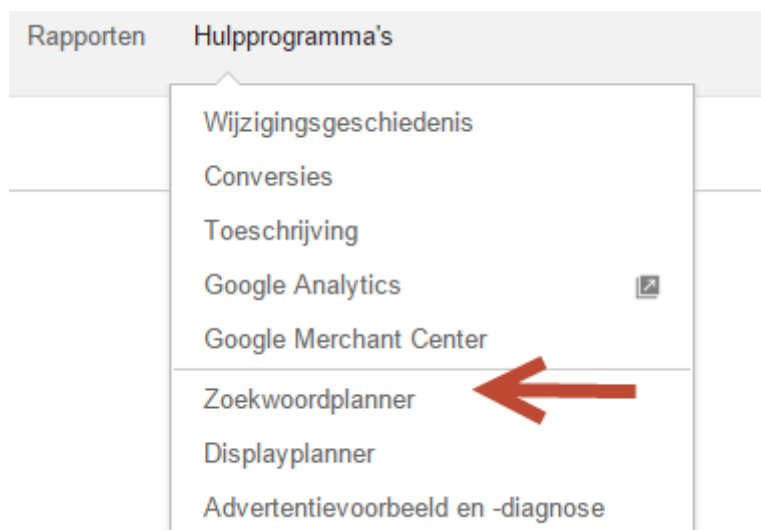 Rapporten Hulpprogramma's
Wijzigingsgeschiedenis
Conversies
Toeschrijving
Google Analytics
Google Merchant Center
Zoekwoordplanner
Displayplanner
Advertentievoorbeeld en -diagnose